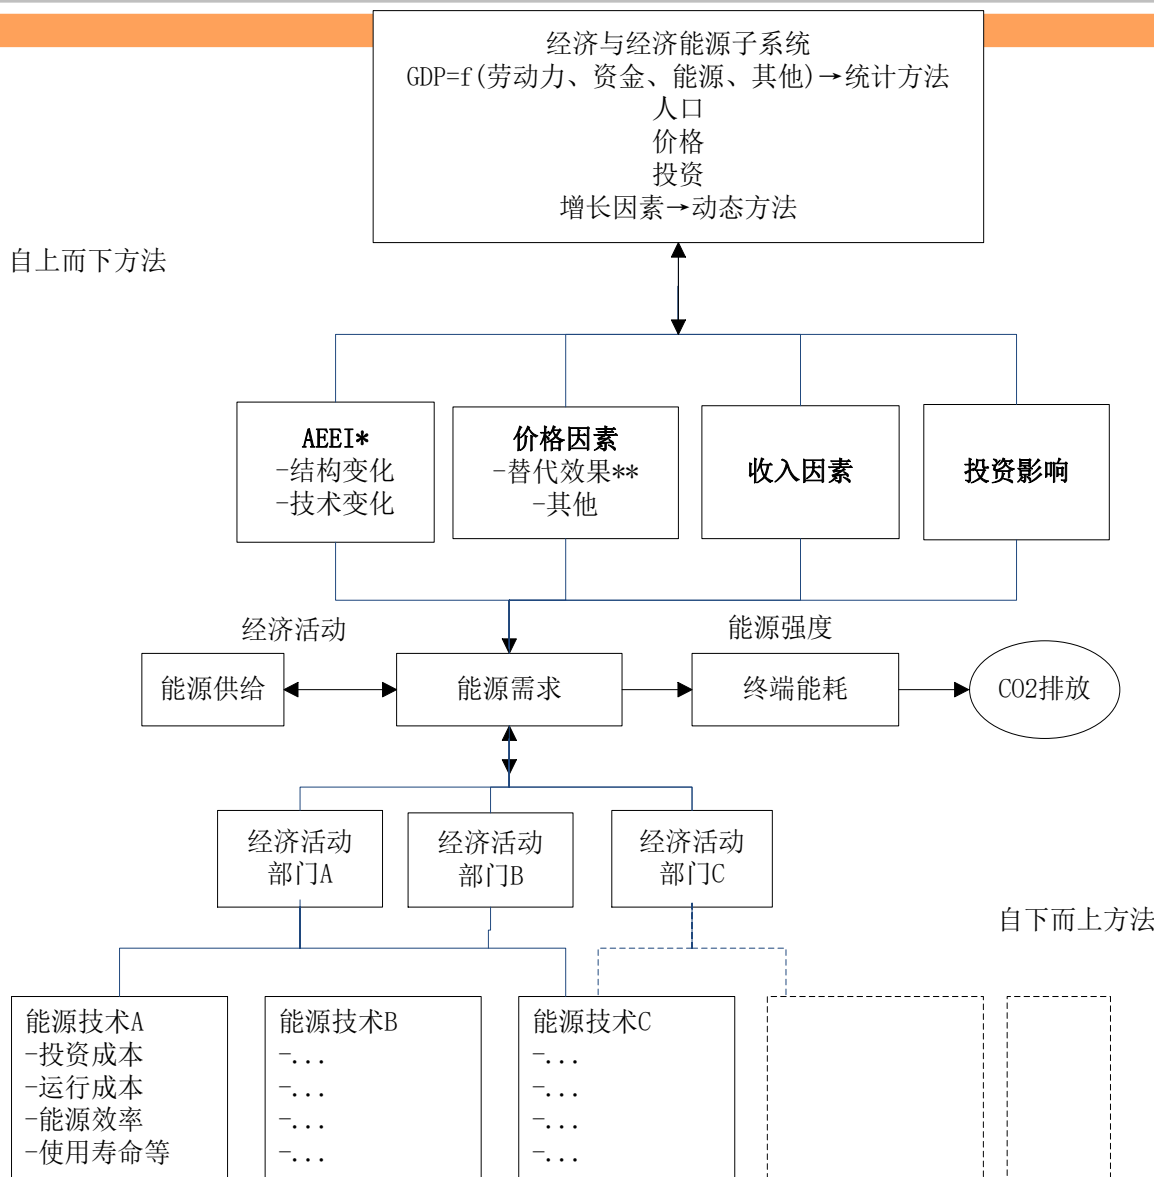 经济与经济能源子系统
GDP=f(劳动力、资金、能源、其他)→统计方法
人口
价格
投资
增长因素→动态方法
自上而下方法
AEEI*
-结构变化
-技术变化
价格因素
-替代效果**
-其他
收入因素
投资影响
经济活动
能源强度
能源供给
能源需求
终端能耗
CO2排放
经济活动
部门A
经济活动
部门B
经济活动
部门C
自下而上方法
能源技术A
-投资成本
-运行成本
-能源效率
-使用寿命等
能源技术B
-...
-...
-...
-...
能源技术C
-...
-...
-...
-...